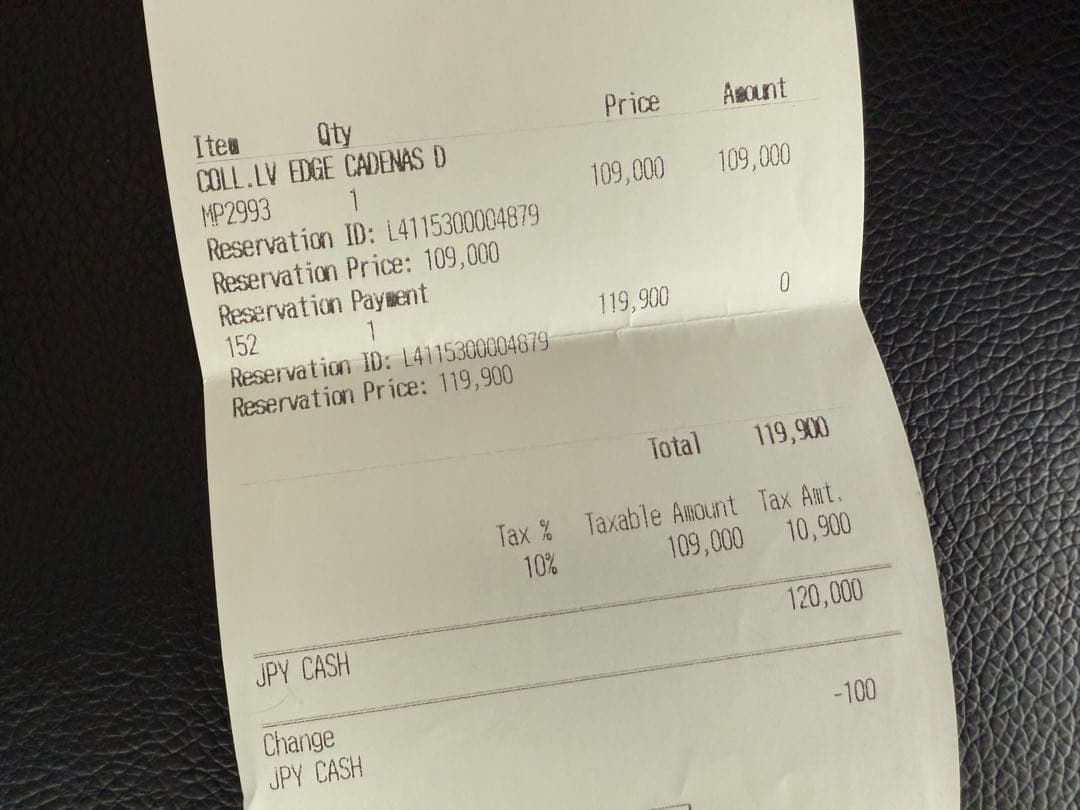 Item Qty Price Amount
COLL.LV EDGE CADENAS D
MP2993 1 109,000 109,000
Reservation ID: L4115300004879
Reservation Price: 109,000
Reservation Payment
152 1 119,900 0
Reservation ID: L4115300004879
Reservation Price: 119,900
Total 119,900
Tax % Taxable Amount Tax Amt.
10% 109,000 10,900
JPY CASH 120,000
Change
JPY CASH -100